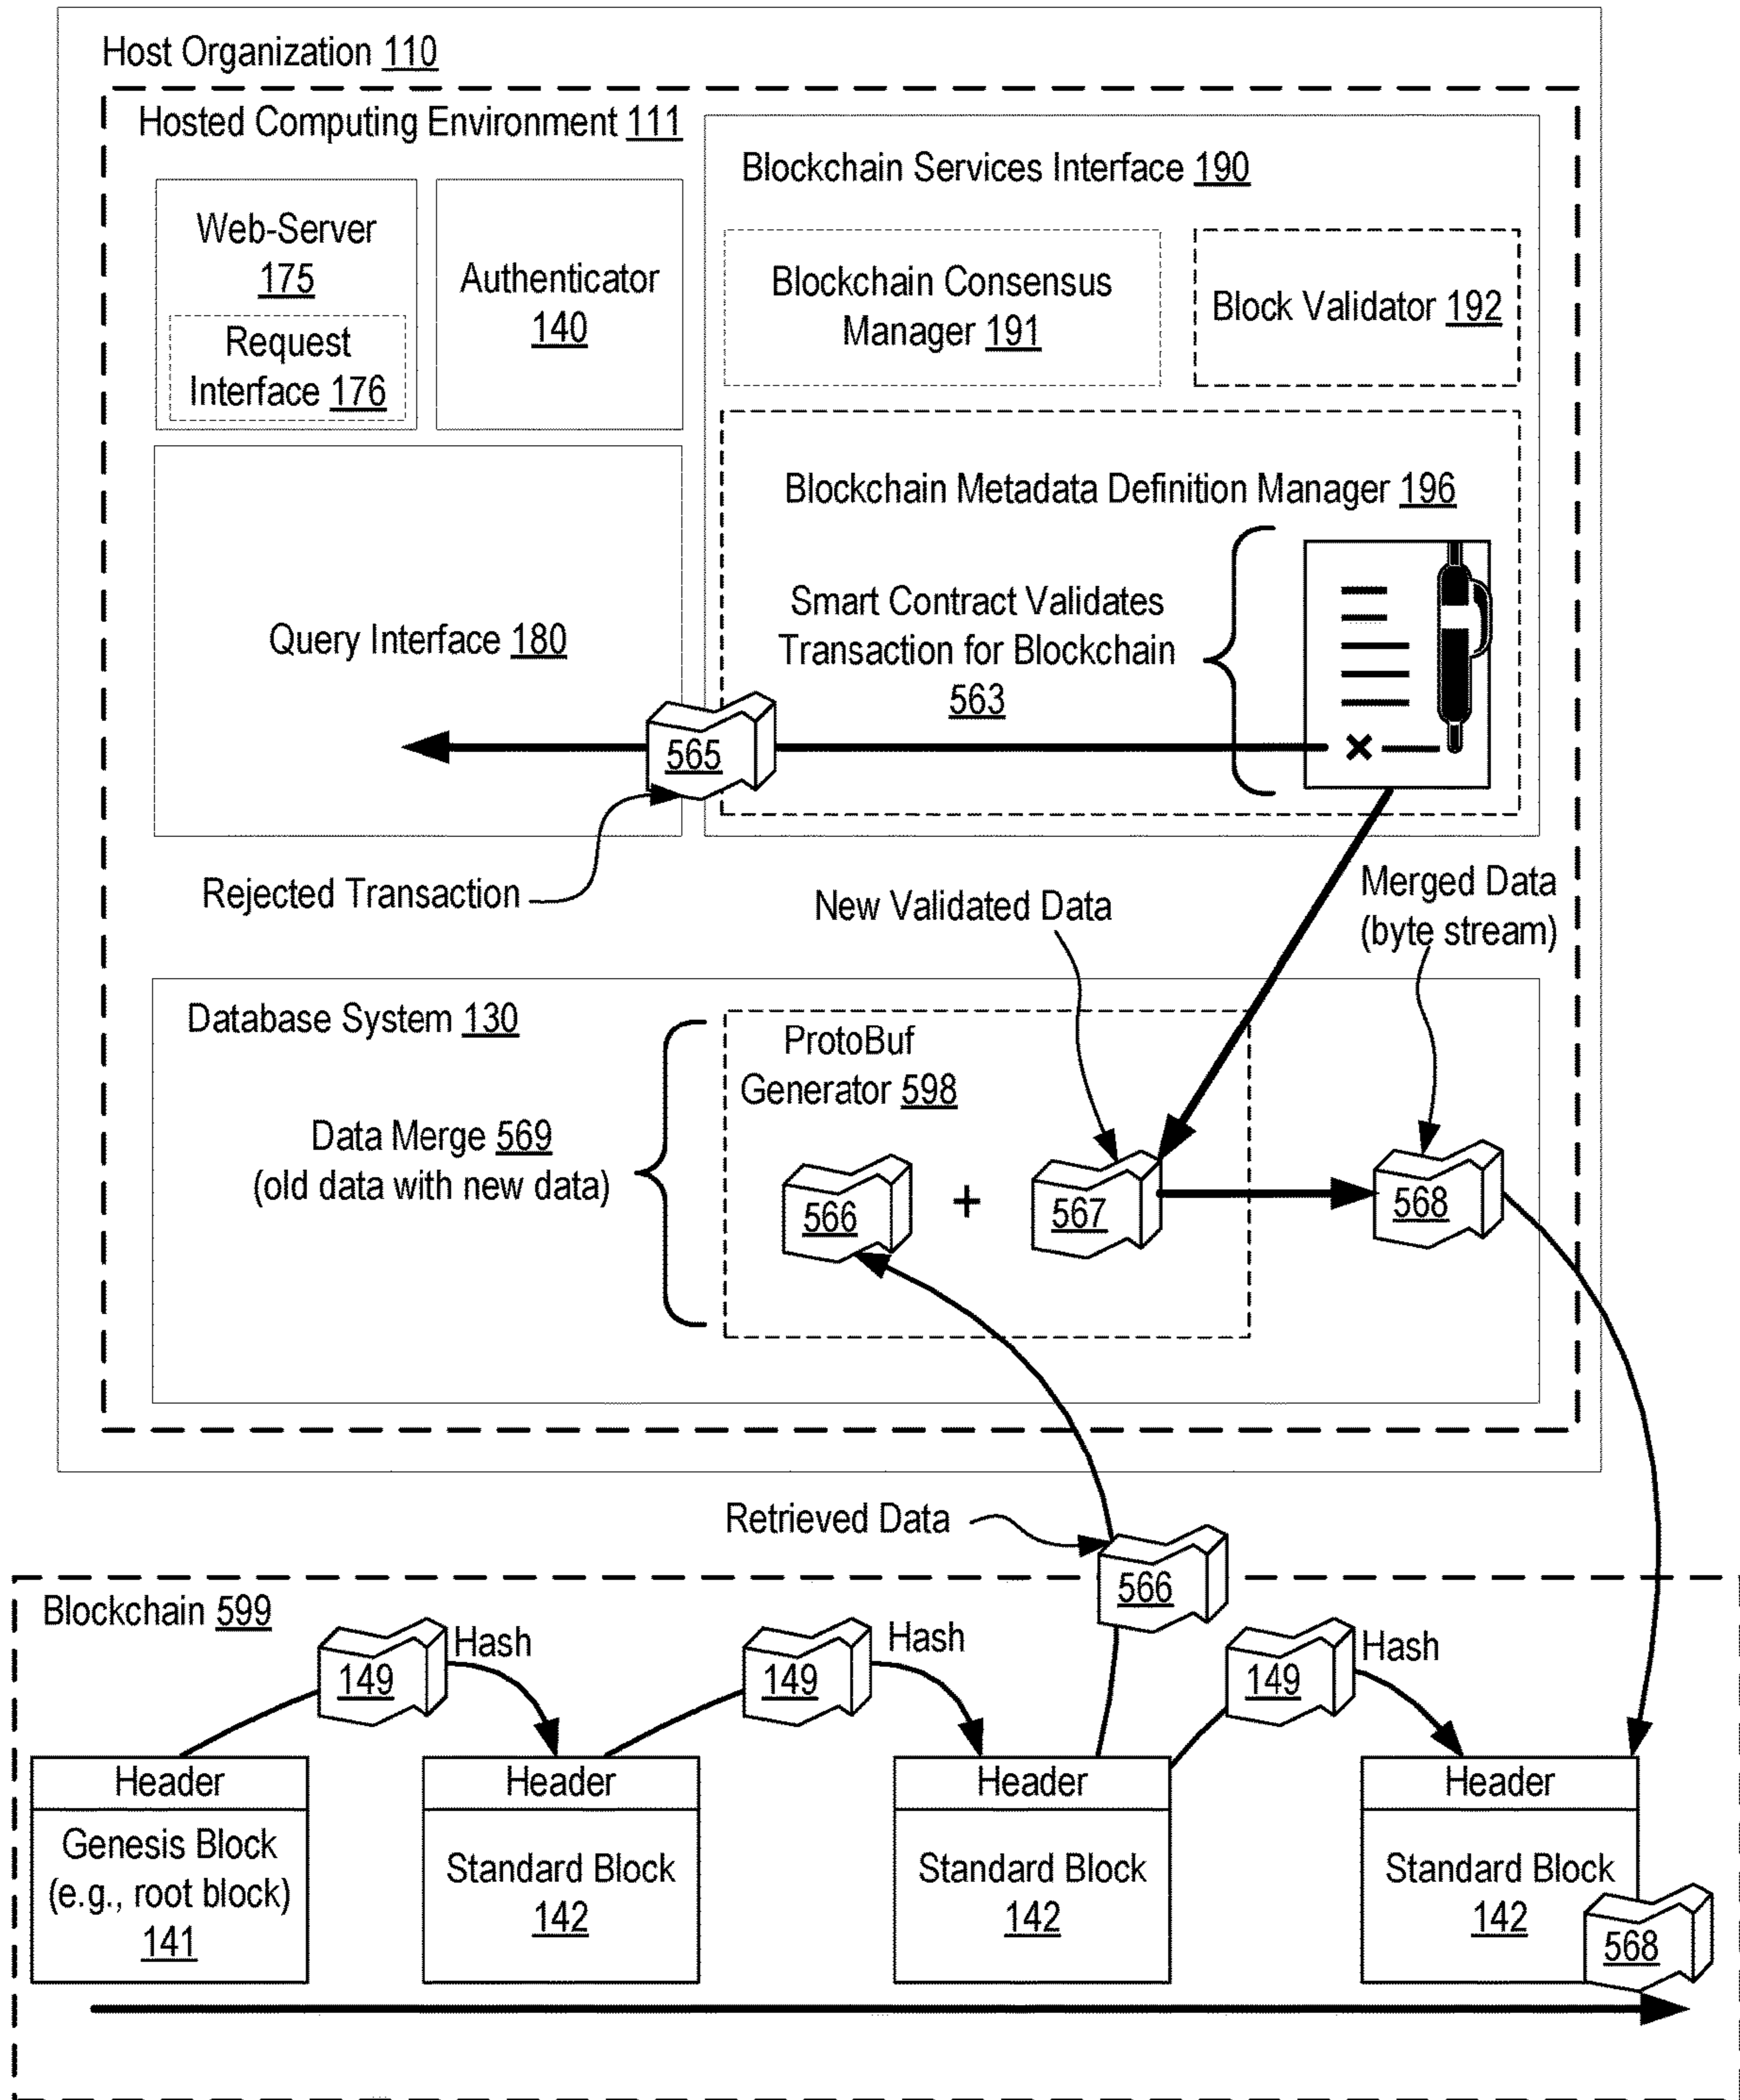 Host Organization 110
Hosted Computing Environment 111
Web-Server
175
Request
Interface 176
Authenticator
140
Blockchain Services Interface 190
Blockchain Consensus
Manager 191
Block Validator 192
Query Interface 180
Blockchain Metadada Definition Manager 196
Smart Contract Validates
Transaction for Blockchain
563
565
Rejected Transaction
New Validated Data
Merged Data
(byte stream)
Database System 130
ProtoBuf
Generator 598
Data Merge 569
(old data with new data)
566
+
567
568
Retrieved Data
566
Blockchain 599
149
Hash
149
Hash
149
Hash
Header
Genesis Block
(e.g., root block)
141
Header
Standard Block
142
Header
Standard Block
142
Header
Standard Block
142
568